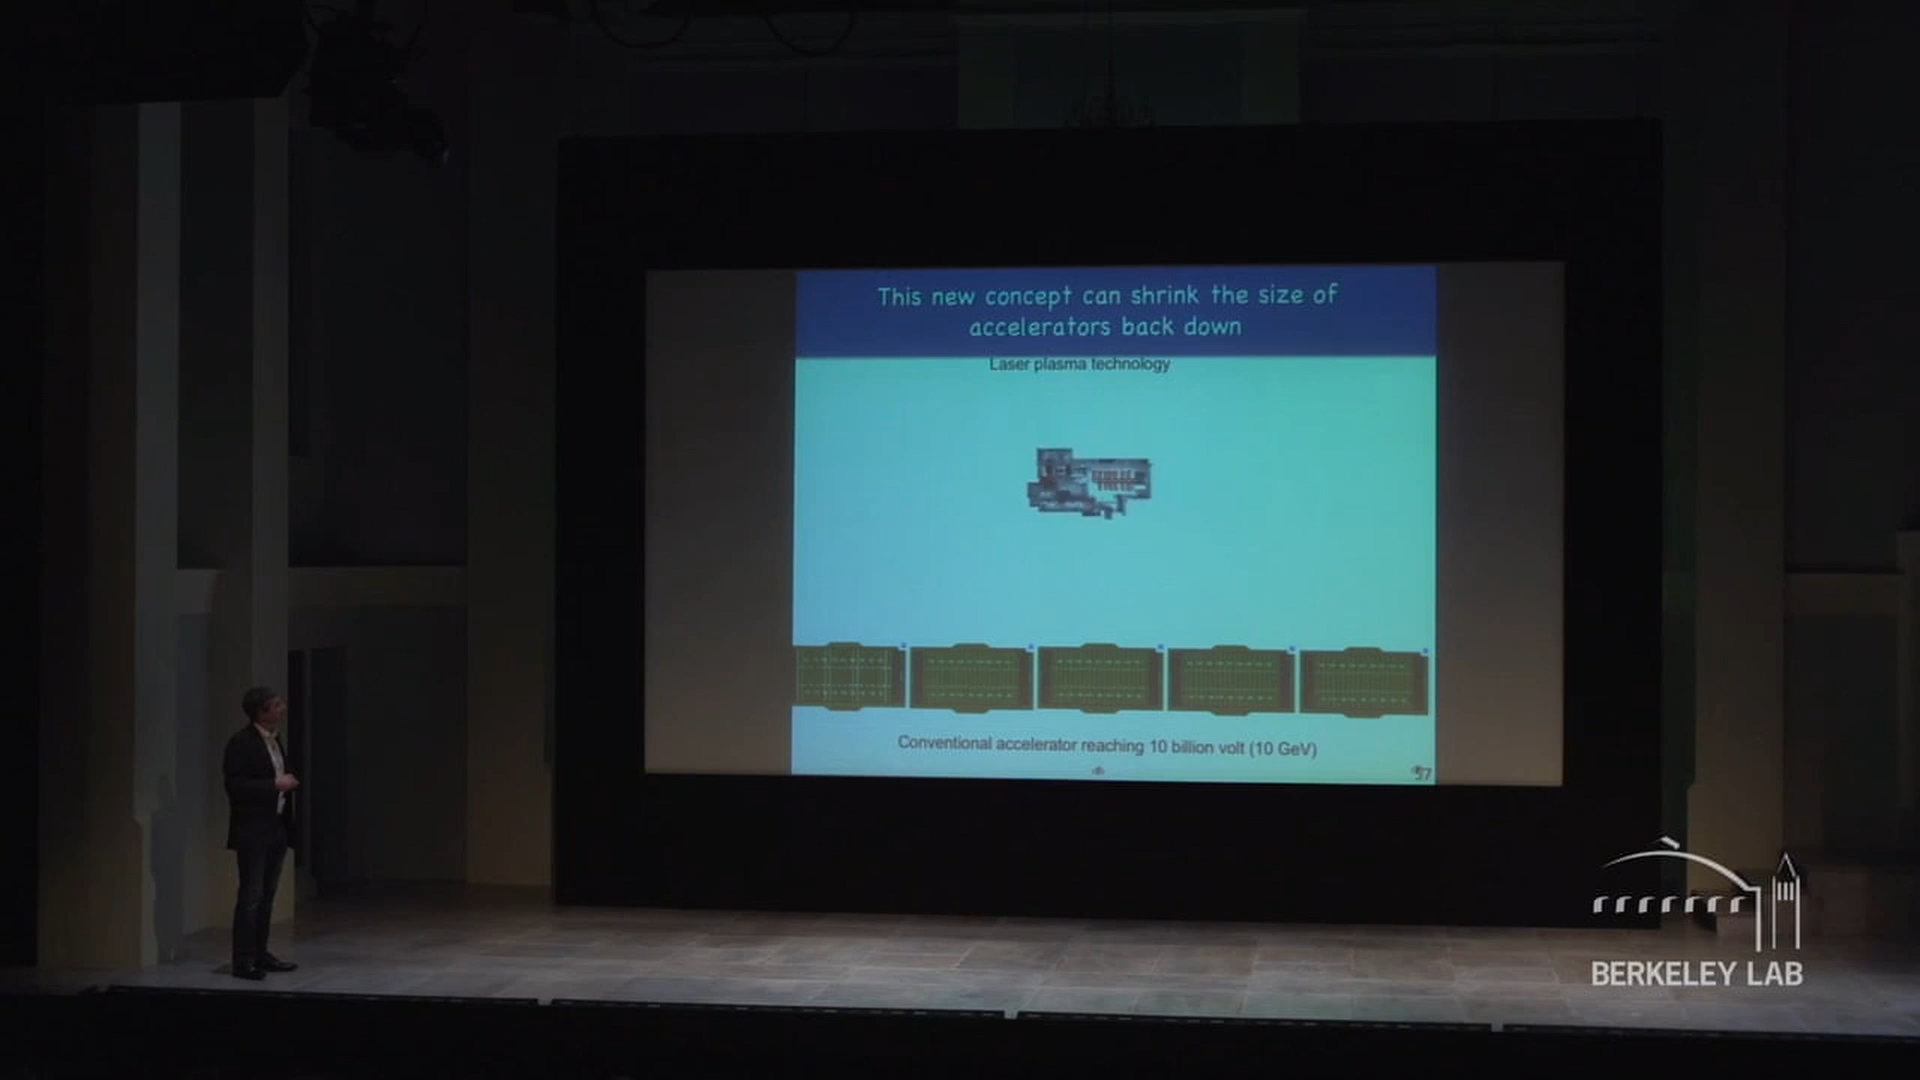 This new concept can shrink the size of
accelerators back down
Laser plasma technology
Conventional accelerator reaching 10 billion volt (10 GeV)
57
BERKELEY LAB